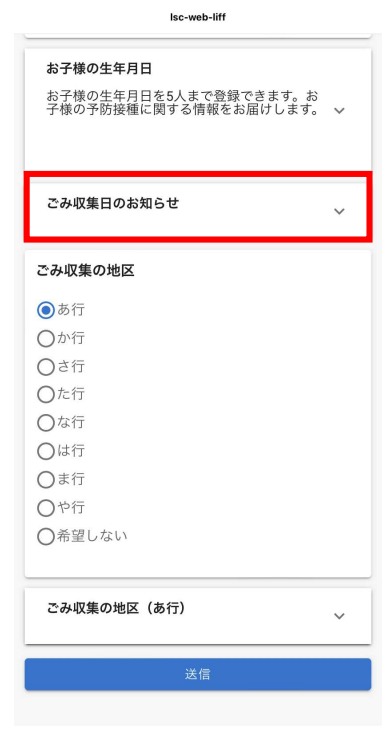 lsc-web-liff
お子様の生年月日
お子様の生年月日を5人まで登録できます。お
子様の予防接種に関する情報をお届けします。
ごみ収集日のお知らせ
ごみ収集の地区
あ行
か行
さ行
た行
な行
は行
ま行
や行
希望しない
ごみ収集の地区（あ行）
送信